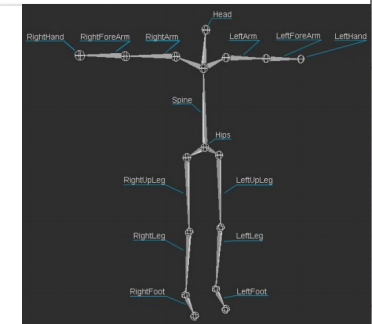 Head
RightHand RightForeArm RightArm LeftArm LeftForeArm LeftHand
Spine
Hips
RightUpLeg LeftUpLeg
RightLeg LeftLeg
RightFoot LeftFoot